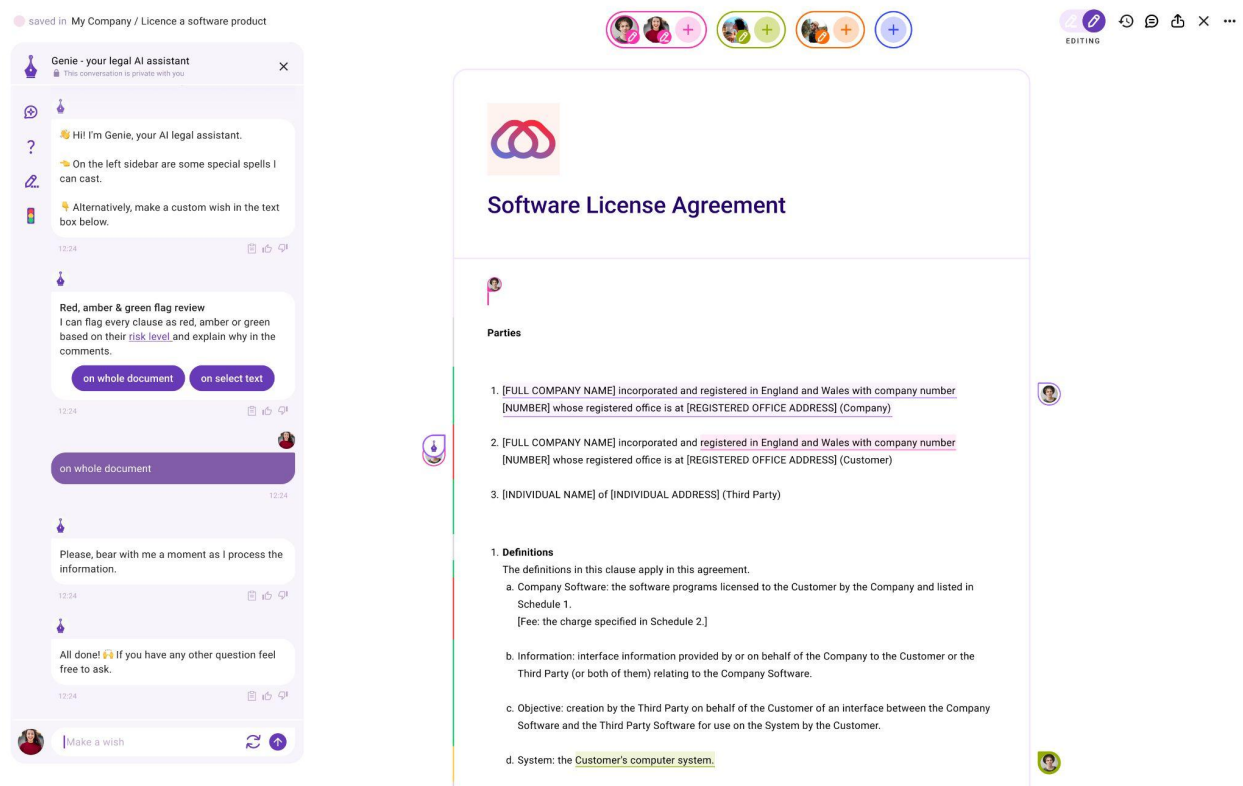 saved in My Company / Licence a software product
EDITING
Genie - your legal AI assistant
This conversation is private with you
👋 Hi! I'm Genie, your AI legal assistant.
👈 On the left sidebar are some special spells I
can cast.
👇 Alternatively, make a custom wish in the text
box below.
12:24
Red, amber & green flag review
I can flag every clause as red, amber or green
based on their risk level and explain why in the
comments.
on whole document
on select text
12:24
on whole document
12:24
Please, bear with me a moment as I process the
information.
12:24
All done! 🙌 If you have any other question feel
free to ask.
12:24
Make a wish
Software License Agreement
Parties
1. [FULL COMPANY NAME] incorporated and registered in England and Wales with company number
[NUMBER] whose registered office is at [REGISTERED OFFICE ADDRESS] (Company)
2. [FULL COMPANY NAME] incorporated and registered in England and Wales with company number
[NUMBER] whose registered office is at [REGISTERED OFFICE ADDRESS] (Customer)
3. [INDIVIDUAL NAME] of [INDIVIDUAL ADDRESS] (Third Party)
1. Definitions
The definitions in this clause apply in this agreement.
a. Company Software: the software programs licensed to the Customer by the Company and listed in
Schedule 1.
[Fee: the charge specified in Schedule 2.]
b. Information: interface information provided by or on behalf of the Company to the Customer or the
Third Party (or both of them) relating to the Company Software.
c. Objective: creation by the Third Party on behalf of the Customer of an interface between the Company
Software and the Third Party Software for use on the System by the Customer.
d. System: the Customer's computer system.